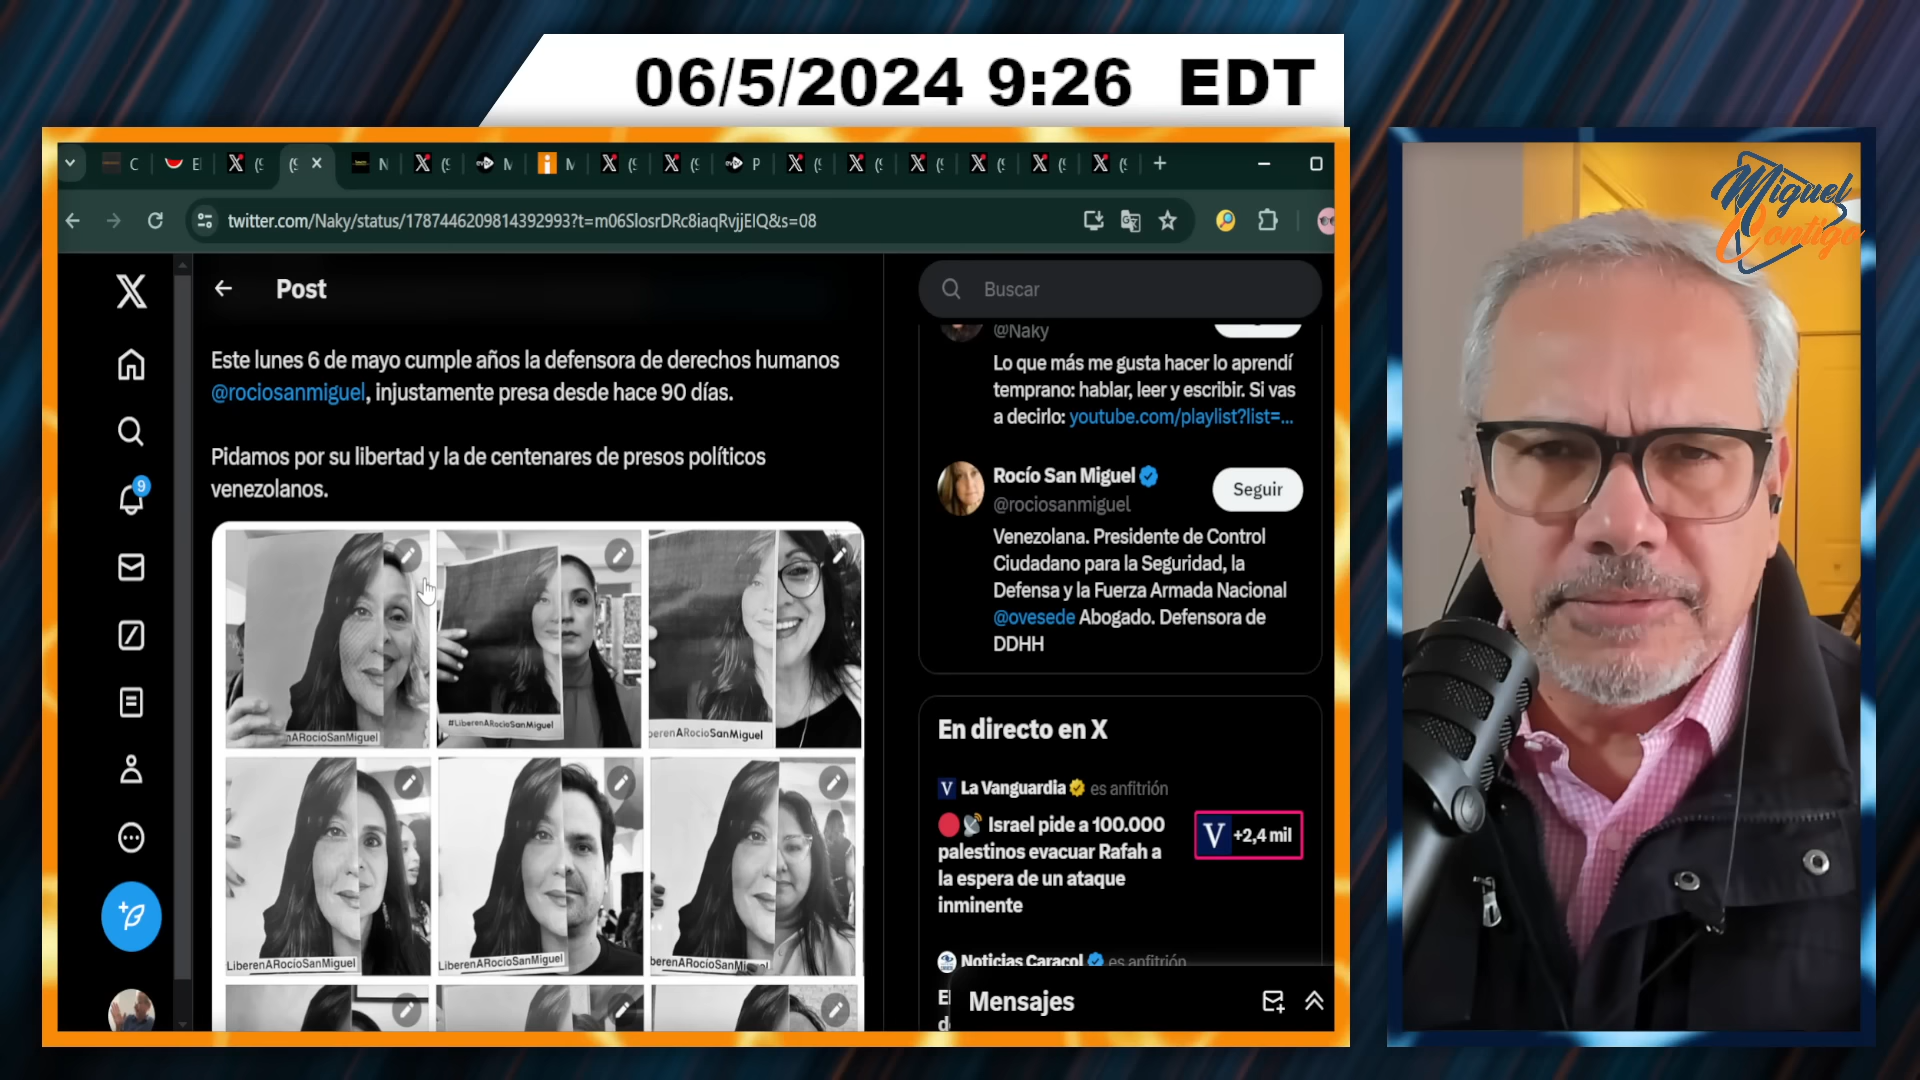 06/5/2024 9:26 EDT
Miguel
Contigo
twitter.com/Naky/status/1787446209814392993?t=m06SlosrDRc8iaqRvjjEIQ&s=08
Post
Este lunes 6 de mayo cumple años la defensora de derechos humanos
@rociosanmiguel, injustamente presa desde hace 90 días.
Pidamos por su libertad y la de centenares de presos políticos
venezolanos.
9
nARocioSanMiguel
#LiberenARocioSanMiguel
berenARocioSanMiguel
LiberenARocioSanMiguel
LiberenARocioSanMiguel
Buscar
@Naky
Lo que más me gusta hacer lo aprendí
temprano: hablar, leer y escribir. Si vas
a decirlo: youtube.com/playlist?list=...
Rocío San Miguel
@rociosanmiguel
Seguir
Venezolana. Presidente de Control
Ciudadano para la Seguridad, la
Defensa y la Fuerza Armada Nacional
@ovesede Abogado. Defensora de
DDHH
En directo en X
La Vanguardia es anfitrión
Israel pide a 100.000
palestinos evacuar Rafah a
la espera de un ataque
inminente
V +2,4 mil
Noticias Caracol es anfitrión
Mensajes